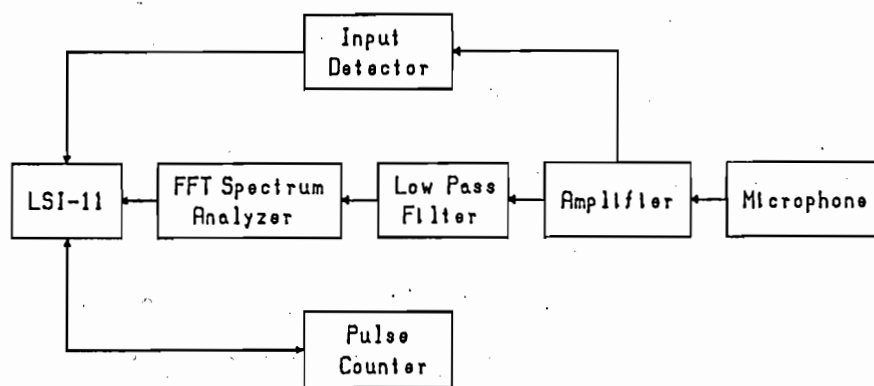 Input
Detector
LSI-11
FFT Spectrum
Analyzer
Low Pass
Filter
Amplifier
Microphone
Pulse
Counter